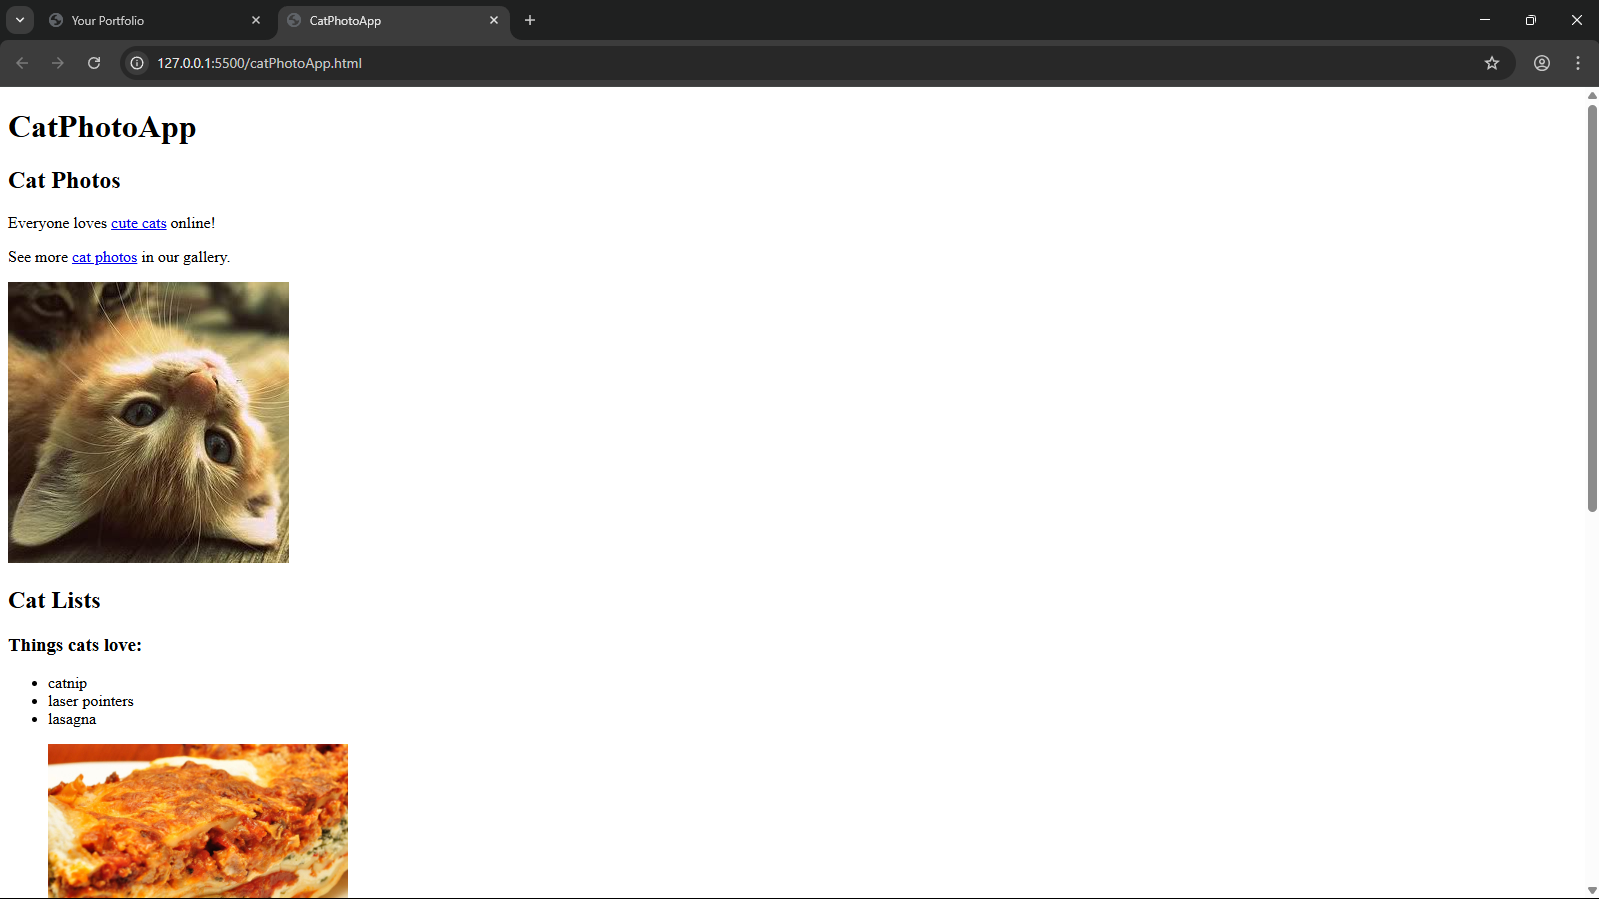 Your Portfolio
CatPhotoApp
127.0.0.1:5500/catPhotoApp.html
CatPhotoApp
Cat Photos
Everyone loves cute cats online!
See more cat photos in our gallery.
Cat Lists
Things cats love:
catnip
laser pointers
lasagna